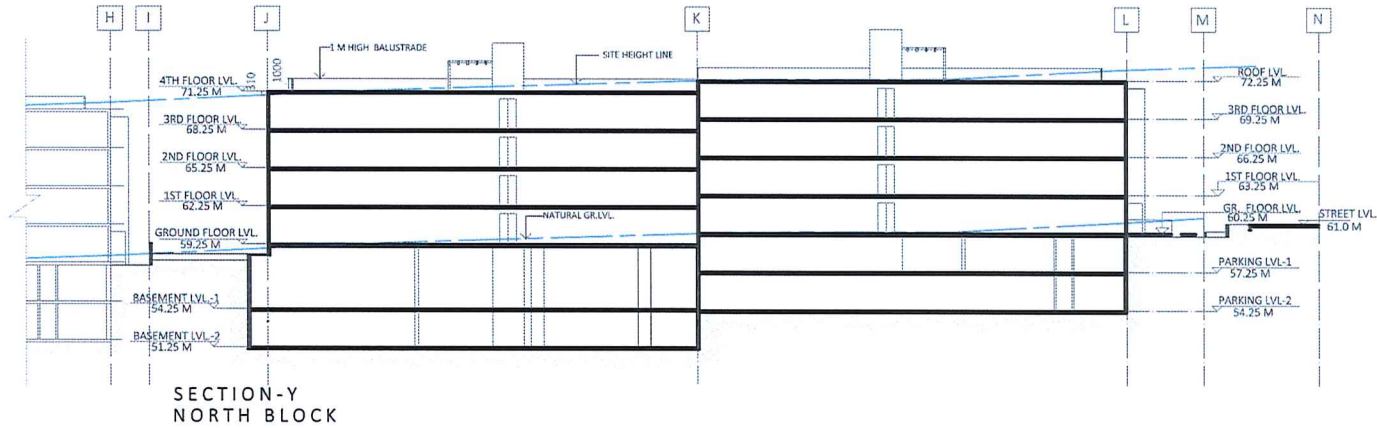 H
I
J
K
L
M
N
1 M HIGH BALUSTRADE
SITE HEIGHT LINE
1000
4TH FLOOR LVL.
71.25 M
3RD FLOOR LVL.
68.25 M
2ND FLOOR LVL.
65.25 M
1ST FLOOR LVL.
62.25 M
GROUND FLOOR LVL.
59.25 M
NATURAL GR.LVL.
BASEMENT LVL.-1
54.25 M
BASEMENT LVL.-2
51.25 M
ROOF LVL.
72.25 M
3RD FLOOR LVL.
69.25 M
2ND FLOOR LVL.
66.25 M
1ST FLOOR LVL.
63.25 M
GR. FLOOR LVL.
60.25 M
STREET LVL.
61.0 M
PARKING LVL-1
57.25 M
PARKING LVL-2
54.25 M
SECTION-Y
NORTH BLOCK